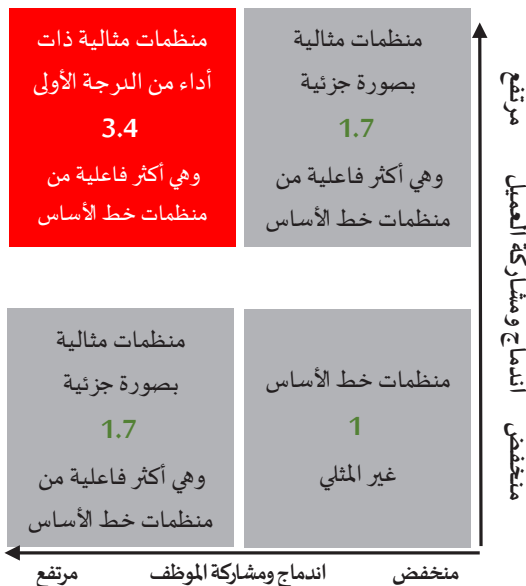 منظمات مثالية
بصورة جزئية
1.7
وهي أكثر فاعلية من
منظمات خط الأساس
منظمات مثالية ذات
أداء من الدرجة الأولى
3.4
وهي أكثر فاعلية من
منظمات خط الأساس
منظمات خط الأساس
1
غير المثلي
منظمات مثالية
بصورة جزئية
1.7
وهي أكثر فاعلية من
منظمات خط الأساس
مرتفع اندماج ومشاركة العميل منخفض
منخفض اندماج ومشاركة الموظف مرتفع